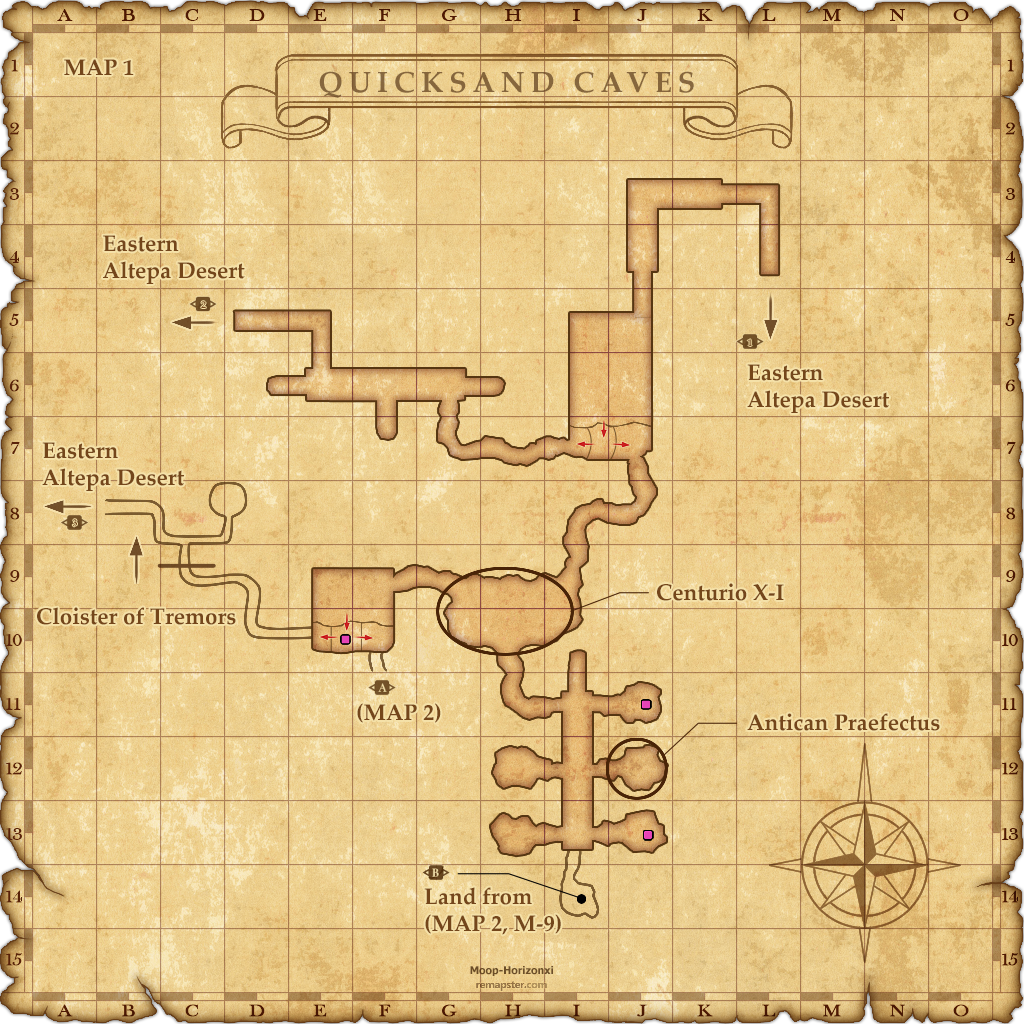 A B C D E F G H I J K L M N O
MAP 1
QUICKSAND CAVES
1 1
2 2
3 3
Eastern
Altepa Desert
4 4
2
5 5
1
Eastern
Altepa Desert
6 6
Eastern
Altepa Desert
7 7
8 8
3
9 9
Centurio X-I
Cloister of Tremors
10 10
A
(MAP 2)
11 11
Antican Praefectus
12 12
13 13
B
Land from
(MAP 2, M-9)
14 14
15 15
Moop-Horizonxi
remapster.com
A B C D E F G H I J K L M N O